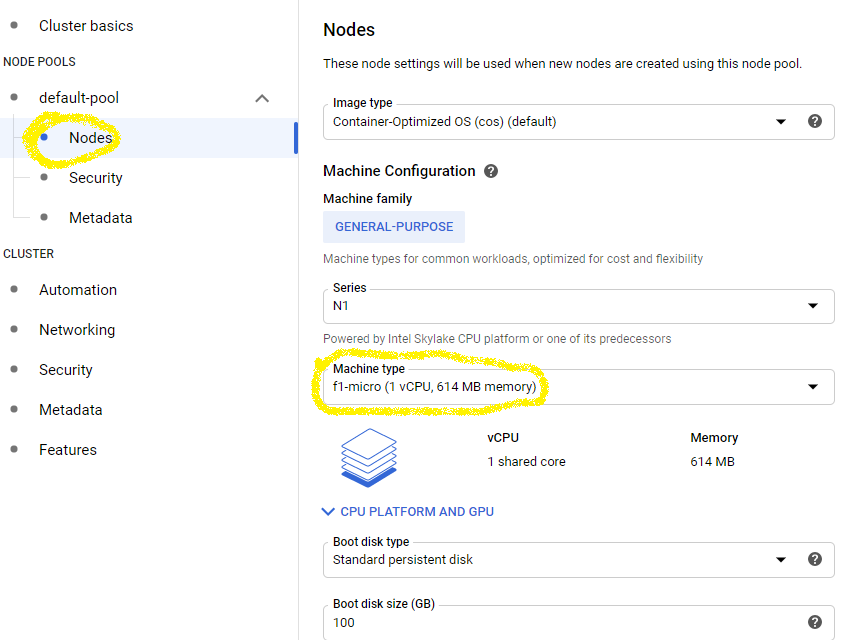 Cluster basics
NODE POOLS
default-pool
Nodes
Security
Metadata
CLUSTER
Automation
Networking
Security
Metadata
Features
Nodes
These node settings will be used when new nodes are created using this node pool.
Image type
Container-Optimized OS (cos) (default)
Machine Configuration
Machine family
GENERAL-PURPOSE
Machine types for common workloads, optimized for cost and flexibility
Series
N1
Powered by Intel Skylake CPU platform or one of its predecessors
Machine type
f1-micro (1 vCPU, 614 MB memory)
vCPU Memory
1 shared core 614 MB
CPU PLATFORM AND GPU
Boot disk type
Standard persistent disk
Boot disk size (GB)
100